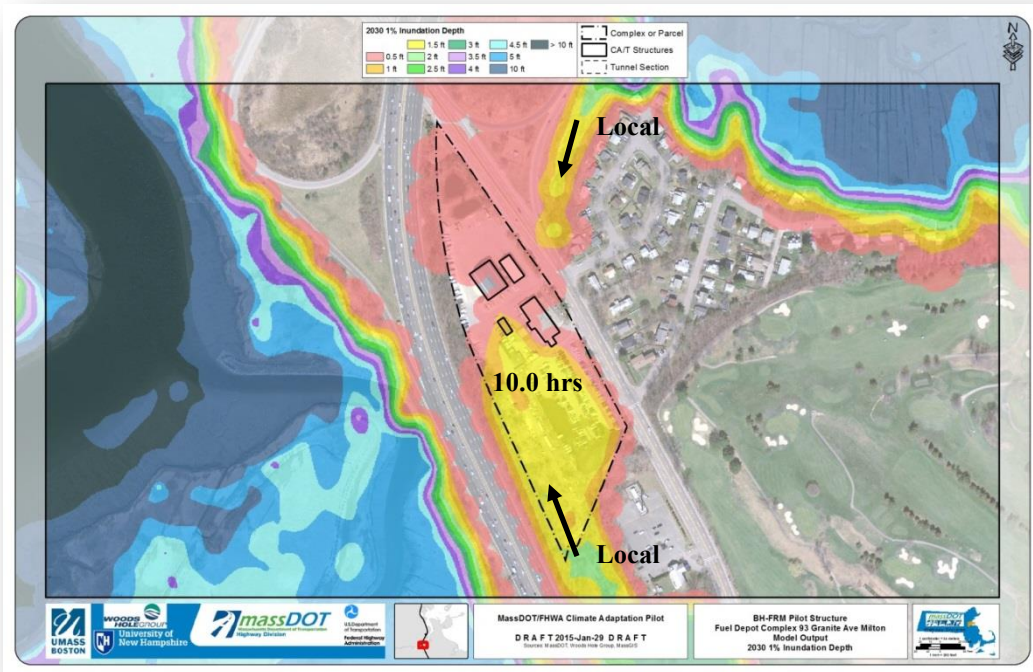 2030 1% Inundation Depth
0.5 ft
1 ft
1.5 ft
2 ft
2.5 ft
3 ft
3.5 ft
4 ft
4.5 ft
5 ft
10 ft
> 10 ft
Complex or Parcel
CA/T Structures
Tunnel Section
N
Local
10.0 hrs
Local
UMASS
BOSTON
WOODS HOLE GROUP
NH
University of
New Hampshire
massDOT
Highway Division
U.S. Department
of Transportation
Federal Highway
Administration
MassDOT/FHWA Climate Adaptation Pilot
D R A F T 2015-Jan-29 D R A F T
Sources: MassDOT, Woods Hole Group, MassGIS
BH-FRM Pilot Structure
Fuel Depot Complex 93 Granite Ave Milton
Model Output
2030 1% Inundation Depth
massDOT